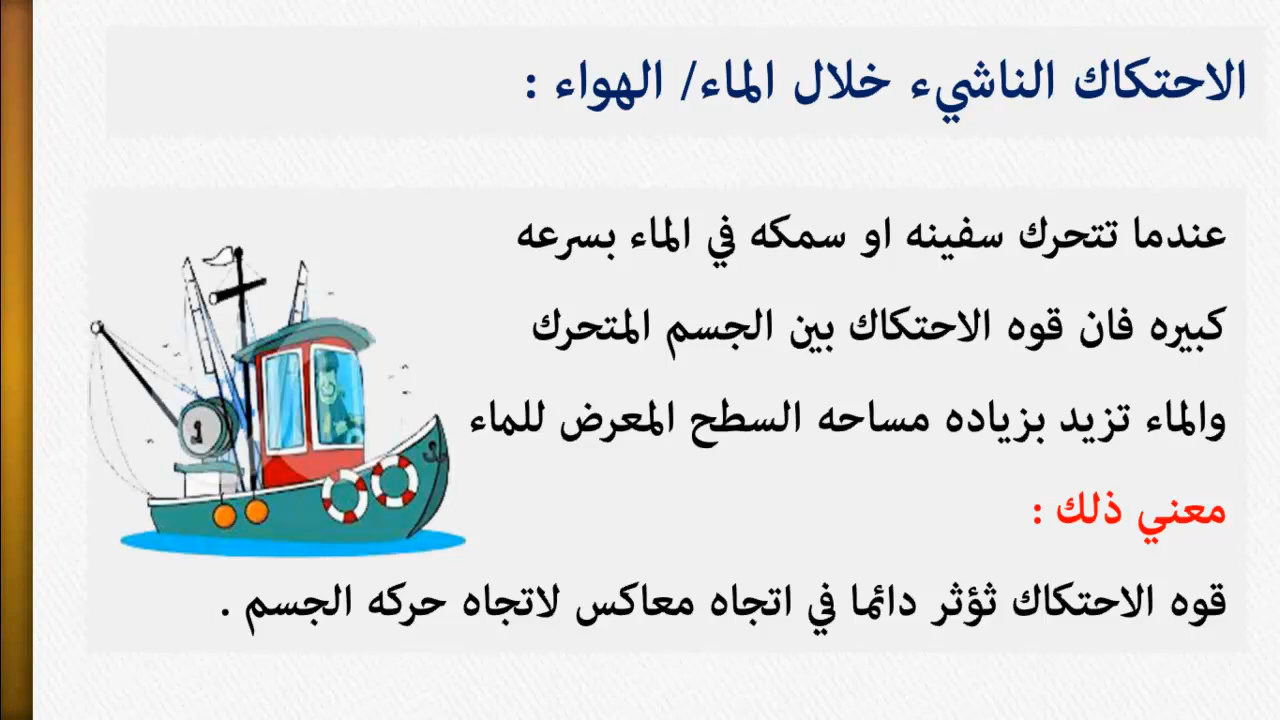 الاحتكاك الناشيء خلال الماء/ الهواء :
عندما تتحرك سفينه او سمكه في الماء بسرعه
كبيره فان قوه الاحتكاك بين الجسم المتحرك
والماء تزيد بزياده مساحه السطح المعرض للماء
معني ذلك :
قوه الاحتكاك ثؤثر دائما في اتجاه معاكس لاتجاه حركه الجسم .